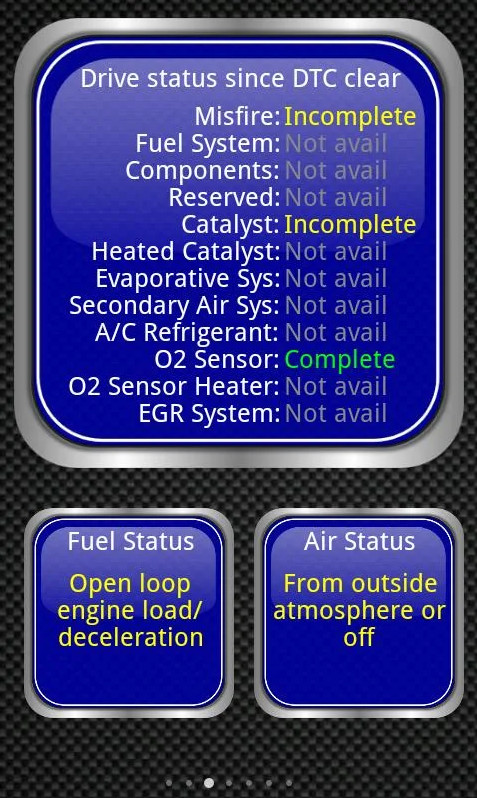 Drive status since DTC clear
Misfire: Incomplete
Fuel System: Not avail
Components: Not avail
Reserved: Not avail
Catalyst: Incomplete
Heated Catalyst: Not avail
Evaporative Sys: Not avail
Secondary Air Sys: Not avail
A/C Refrigerant: Not avail
O2 Sensor: Complete
O2 Sensor Heater: Not avail
EGR System: Not avail
Fuel Status
Open loop
engine load/
deceleration
Air Status
From outside
atmosphere or
off